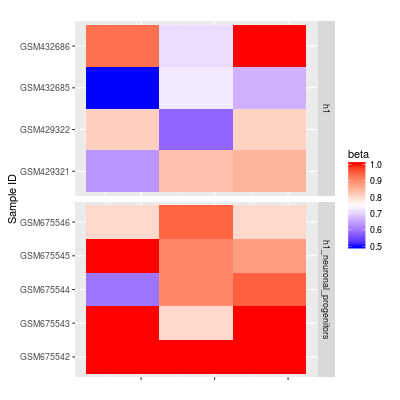 GSM432686
GSM432685
GSM429322
GSM429321
h1
GSM675546
GSM675545
GSM675544
GSM675543
GSM675542
h1_neuronal_progenitors
Sample ID
beta
1.0
0.9
0.8
0.7
0.6
0.5